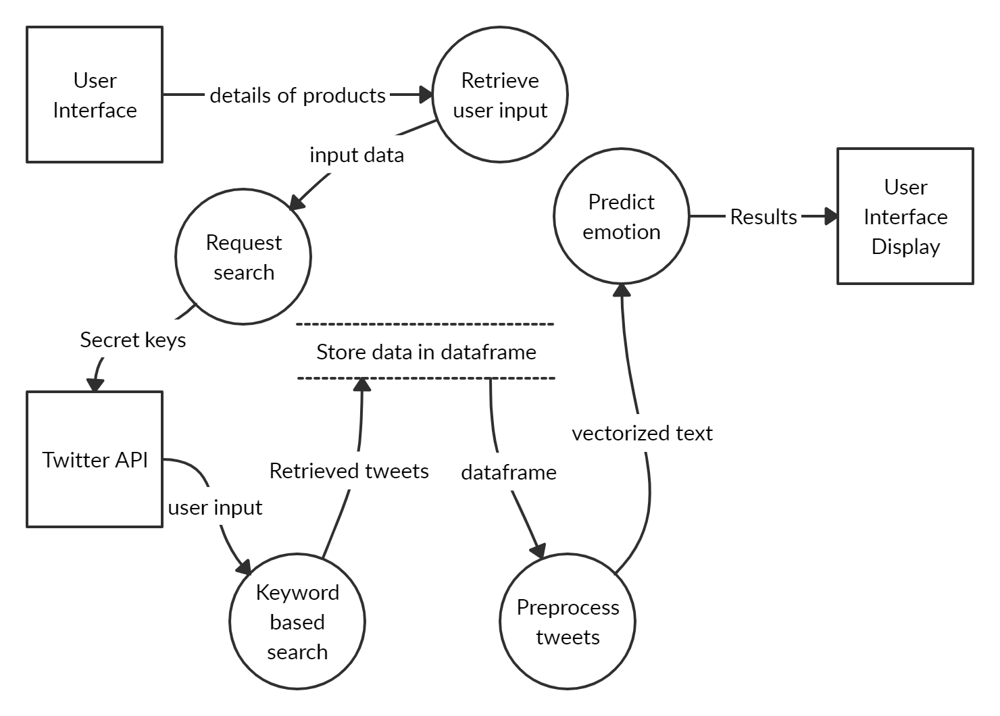 User
Interface
details of products
Retrieve
user input
input data
Request
search
Secret keys
Twitter API
user input
Keyword
based
search
Retrieved tweets
Store data in dataframe
dataframe
Preprocess
tweets
vectorized text
Predict
emotion
Results
User
Interface
Display